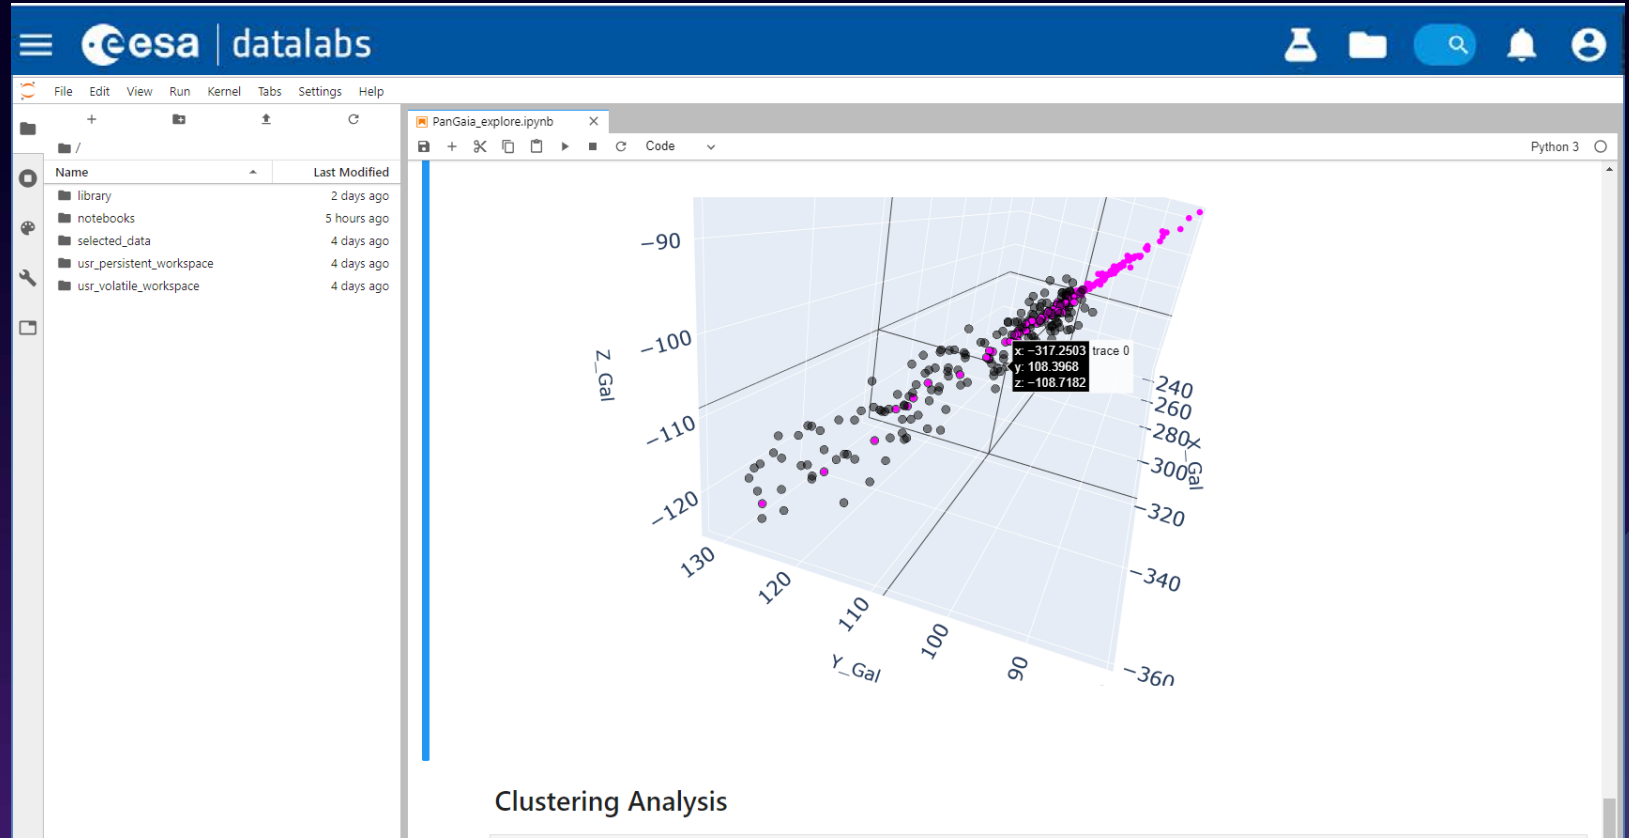 esa datalabs
File Edit View Run Kernel Tabs Settings Help
PanGaia_explore.ipynb
/
Code
Python 3
Name Last Modified
library 2 days ago
notebooks 5 hours ago
selected_data 4 days ago
usr_persistent_workspace 4 days ago
usr_volatile_workspace 4 days ago
−90
−100
−110
−120
Z_Gal
x: −317.2503 trace 0
y: 108.3968
z: −108.7182
−240
−260
−280
−300
−320
−340
−360
X_Gal
130
120
110
100
90
Y_Gal
Clustering Analysis